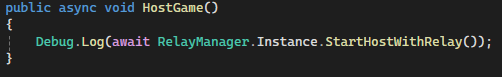 public async void HostGame()
{
    Debug.Log(await RelayManager.Instance.StartHostWithRelay());
}